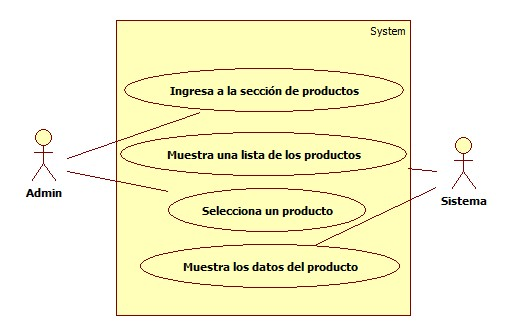 System
Ingresa a la sección de productos
Muestra una lista de los productos
Admin
Sistema
Selecciona un producto
Muestra los datos del producto